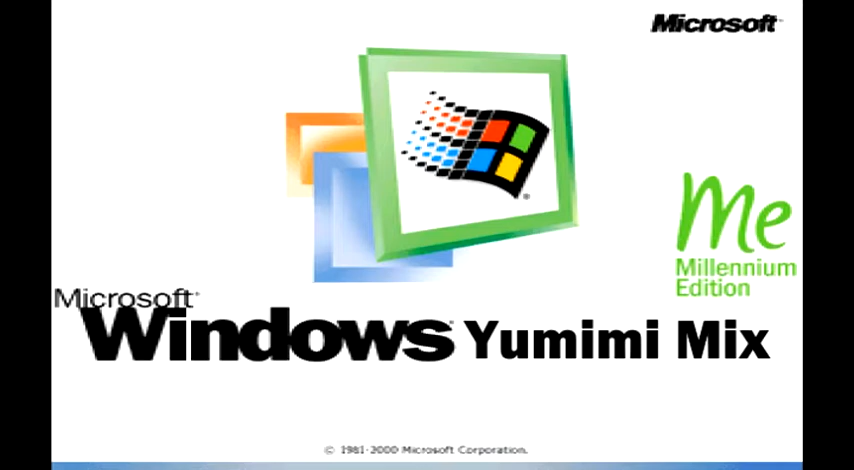 Microsoft
Me
Millennium
Edition
Microsoft®
Windows Yumimi Mix
© 1981-2000 Microsoft Corporation.